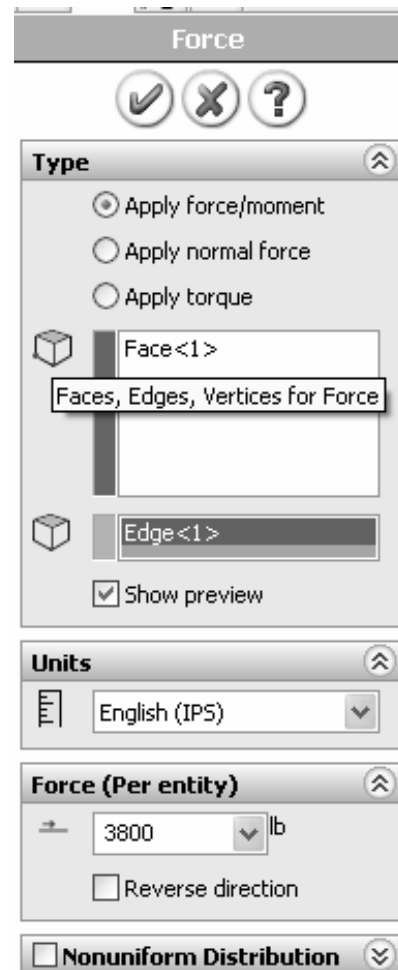 Force
?
Type
Apply force/moment
Apply normal force
Apply torque
Face<1>
Faces, Edges, Vertices for Force
Edge<1>
Show preview
Units
English (IPS)
Force (Per entity)
3800 lb
Reverse direction
Nonuniform Distribution